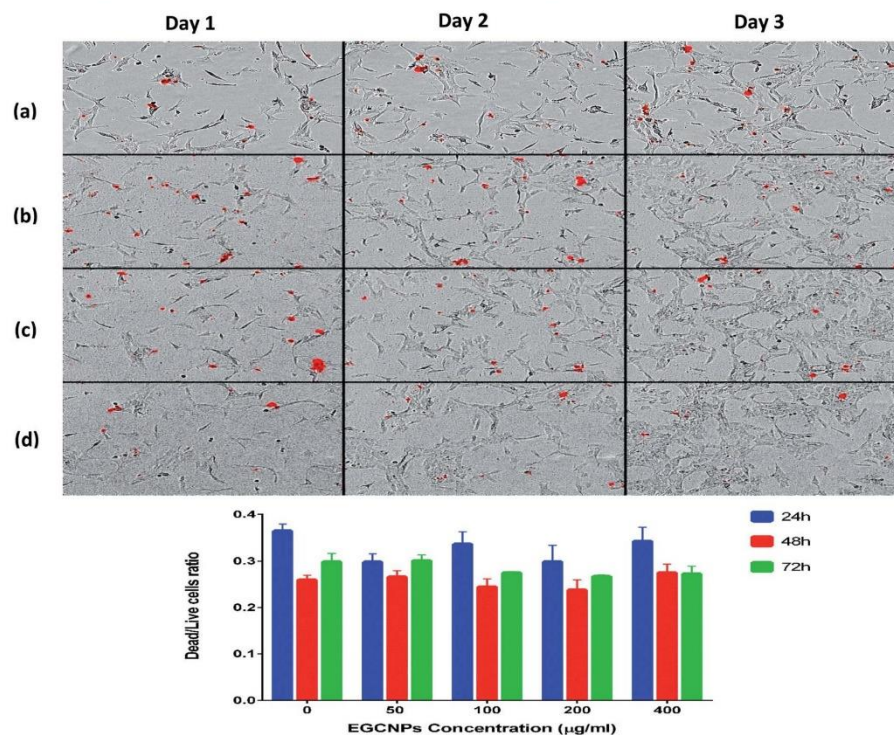 Day 1 Day 2 Day 3
(a)
(b)
(c)
(d)
0.4
0.3
0.2
0.1
0.0
Dead/Live cells ratio
24h
48h
72h
0 50 100 200 400
EGCNPs Concentration (µg/ml)